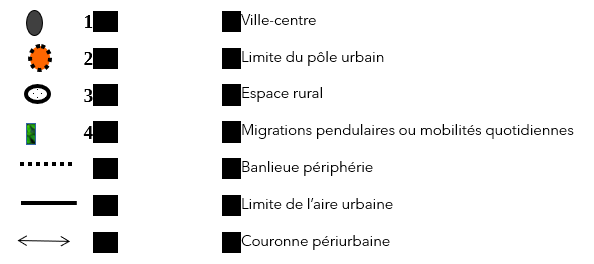 1 Ville-centre
2 Limite du pôle urbain
3 Espace rural
4 Migrations pendulaires ou mobilités quotidiennes
Banlieue périphérie
Limite de l’aire urbaine
Couronne périurbaine